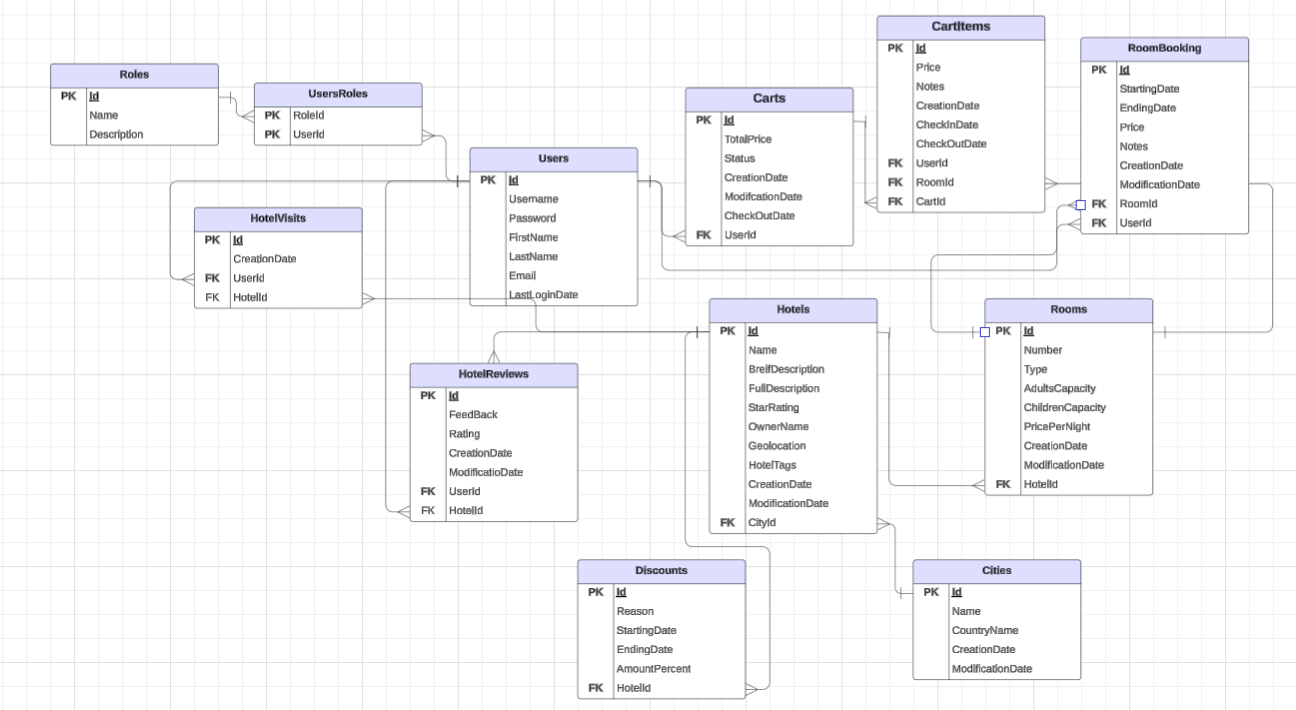 Roles
PK Id
Name
Description
UsersRoles
PK RoleId
PK UserId
Users
PK Id
Username
Password
FirstName
LastName
Email
LastLoginDate
HotelVisits
PK Id
CreationDate
FK UserId
FK HotelId
HotelReviews
PK Id
FeedBack
Rating
CreationDate
ModificatioDate
FK UserId
FK HotelId
Carts
PK Id
TotalPrice
Status
CreationDate
ModifcationDate
CheckOutDate
FK UserId
CartItems
PK Id
Price
Notes
CreationDate
CheckInDate
CheckOutDate
FK UserId
FK RoomId
FK CartId
RoomBooking
PK Id
StartingDate
EndingDate
Price
Notes
CreationDate
ModificationDate
FK RoomId
FK UserId
Hotels
PK Id
Name
BreifDescription
FullDescription
StarRating
OwnerName
Geolocation
HotelTags
CreationDate
ModificationDate
FK CityId
Rooms
PK Id
Number
Type
AdultsCapacity
ChildrenCapacity
PricePerNight
CreationDate
ModificationDate
FK HotelId
Discounts
PK Id
Reason
StartingDate
EndingDate
AmountPercent
FK HotelId
Cities
PK Id
Name
CountryName
CreationDate
ModificationDate